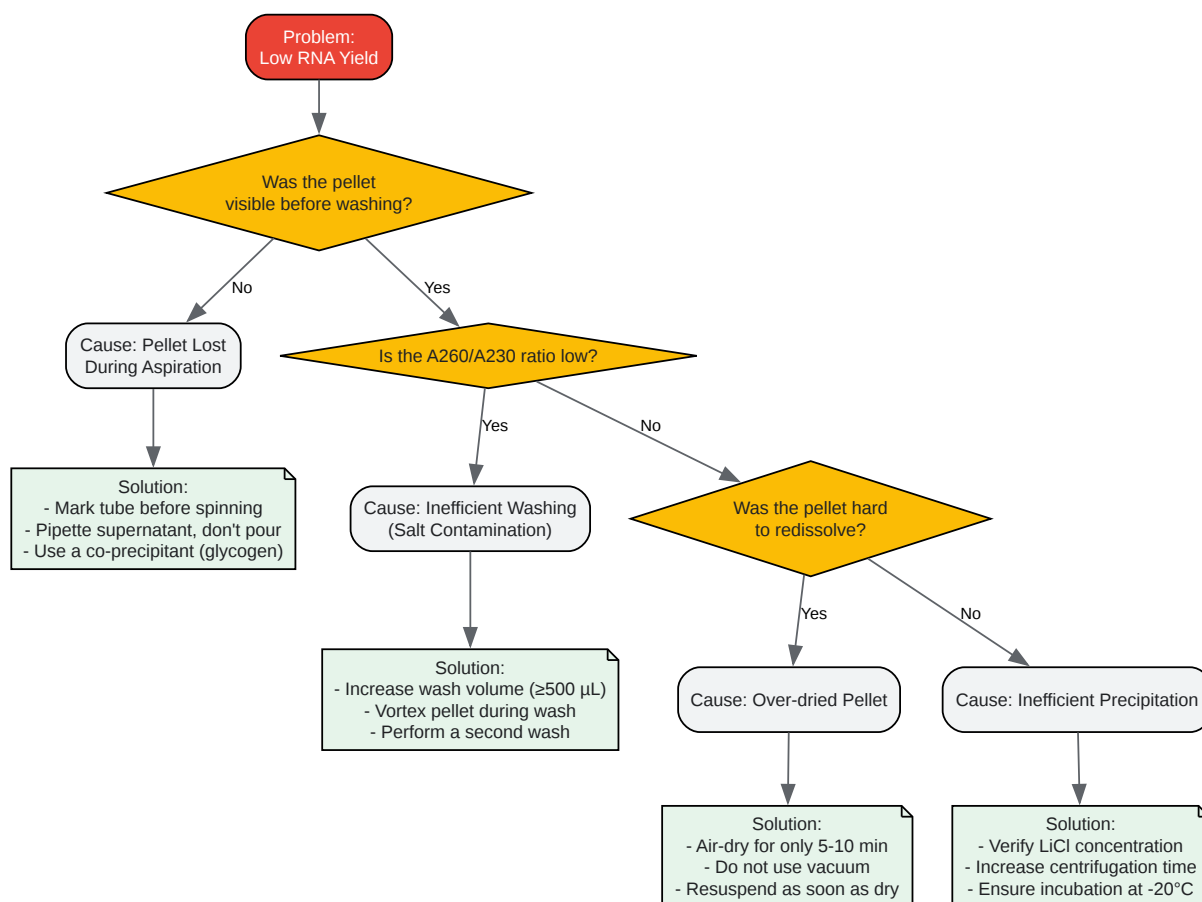 Problem:
Low RNA Yield
Was the pellet
visible before washing?
No
Yes
Cause: Pellet Lost
During Aspiration
Is the A260/A230 ratio low?
Yes
No
Solution:
- Mark tube before spinning
- Pipette supernatant, don't pour
- Use a co-precipitant (glycogen)
Cause: Inefficient Washing
(Salt Contamination)
Was the pellet hard
to redissolve?
Yes
No
Solution:
- Increase wash volume (≥500 µL)
- Vortex pellet during wash
- Perform a second wash
Cause: Over-dried Pellet
Cause: Inefficient Precipitation
Solution:
- Air-dry for only 5-10 min
- Do not use vacuum
- Resuspend as soon as dry
Solution:
- Verify LiCl concentration
- Increase centrifugation time
- Ensure incubation at -20°C